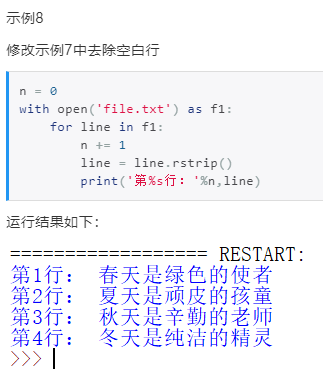 示例8
修改示例7中去除空白行
n = 0
with open('file.txt') as f1:
    for line in f1:
        n += 1
        line = line.rstrip()
        print('第%s行：'%n,line)
运行结果如下：
================== RESTART:
第1行： 春天是绿色的使者
第2行： 夏天是顽皮的孩童
第3行： 秋天是辛勤的老师
第4行： 冬天是纯洁的精灵
>>>